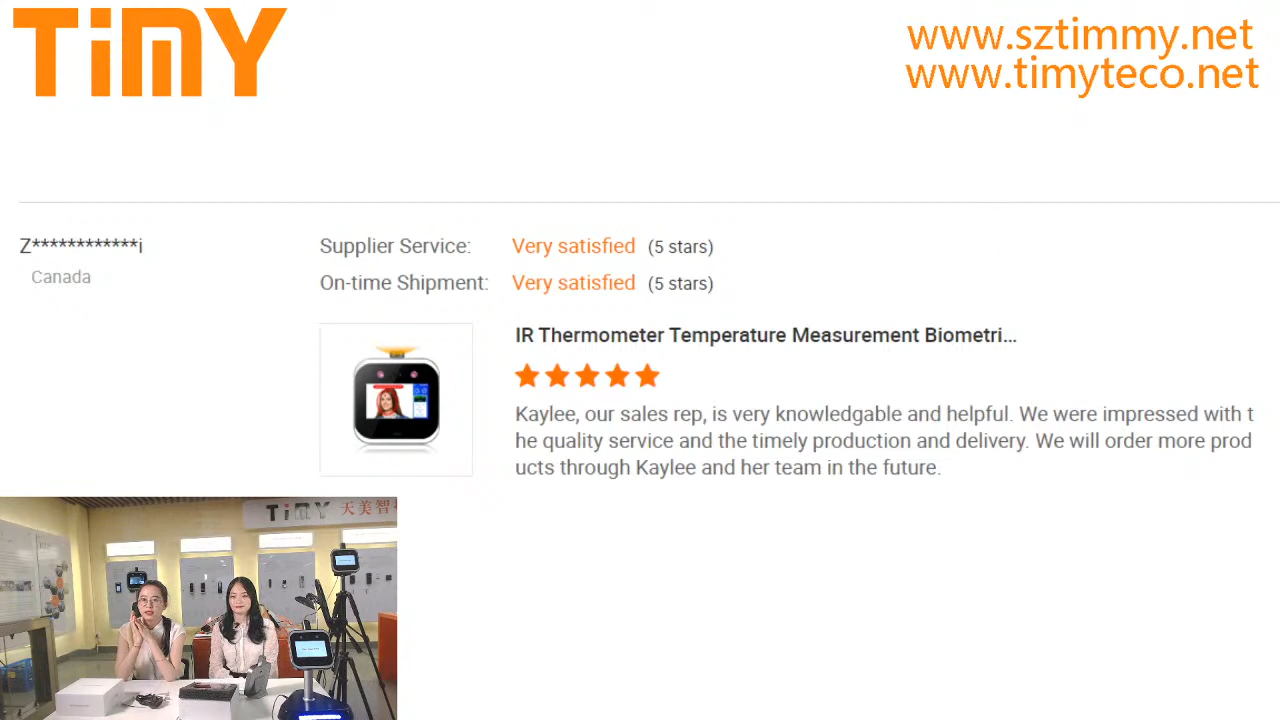 TiMY
www.sztimmy.net
www.timyteco.net
Z************i
Canada
Supplier Service: Very satisfied (5 stars)
On-time Shipment: Very satisfied (5 stars)
IR Thermometer Temperature Measurement Biometri...
Kaylee, our sales rep, is very knowledgable and helpful. We were impressed with t
he quality service and the timely production and delivery. We will order more prod
ucts through Kaylee and her team in the future.
TiMY 天美智